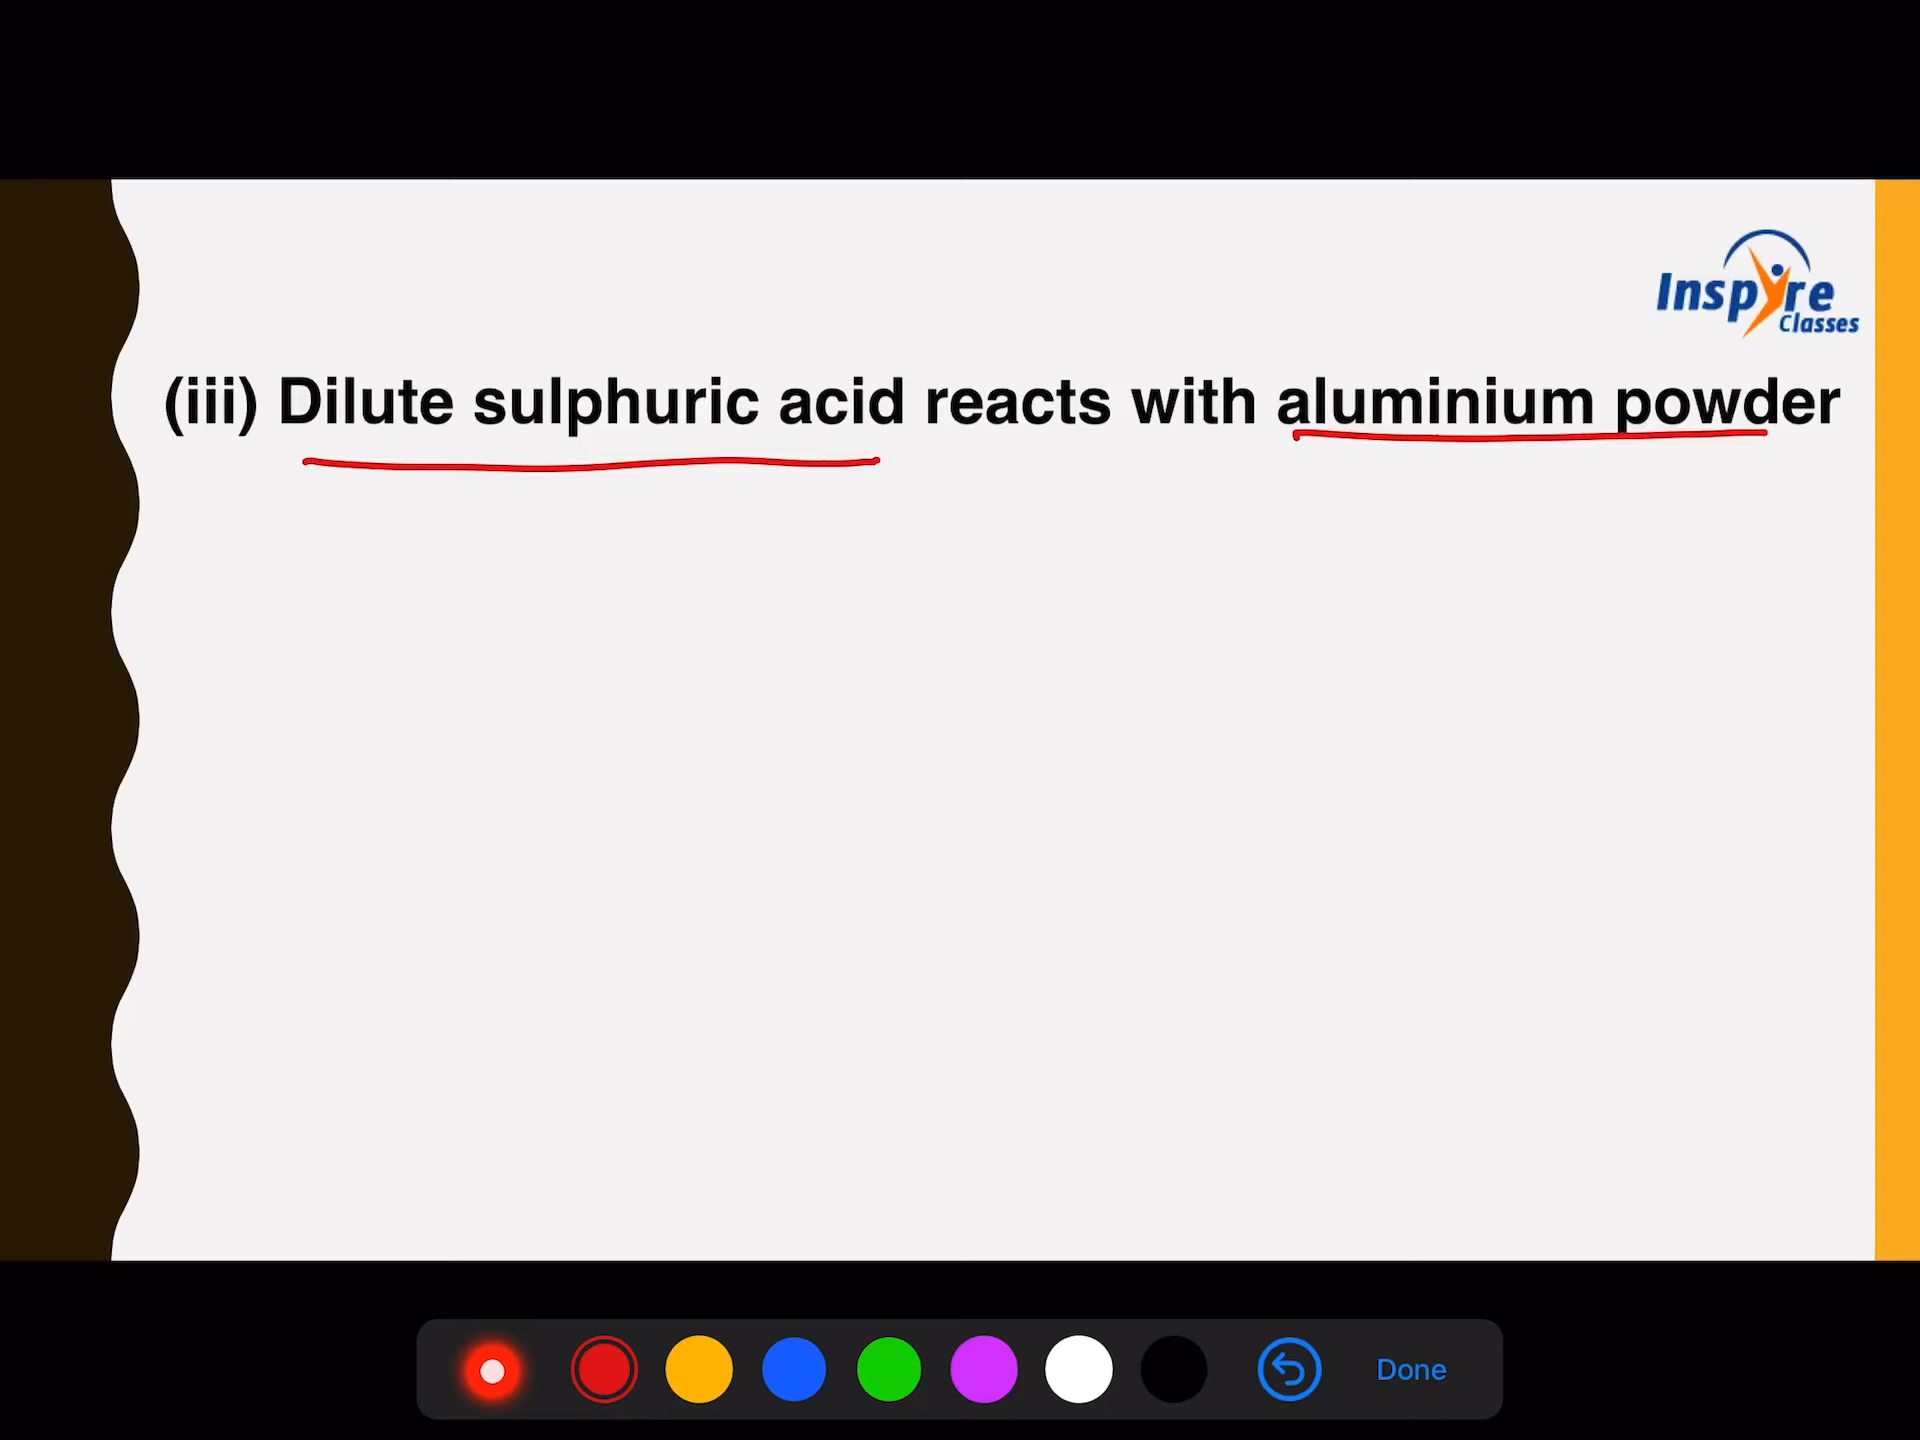 Inspyre
Classes
(iii) Dilute sulphuric acid reacts with aluminium powder
Done